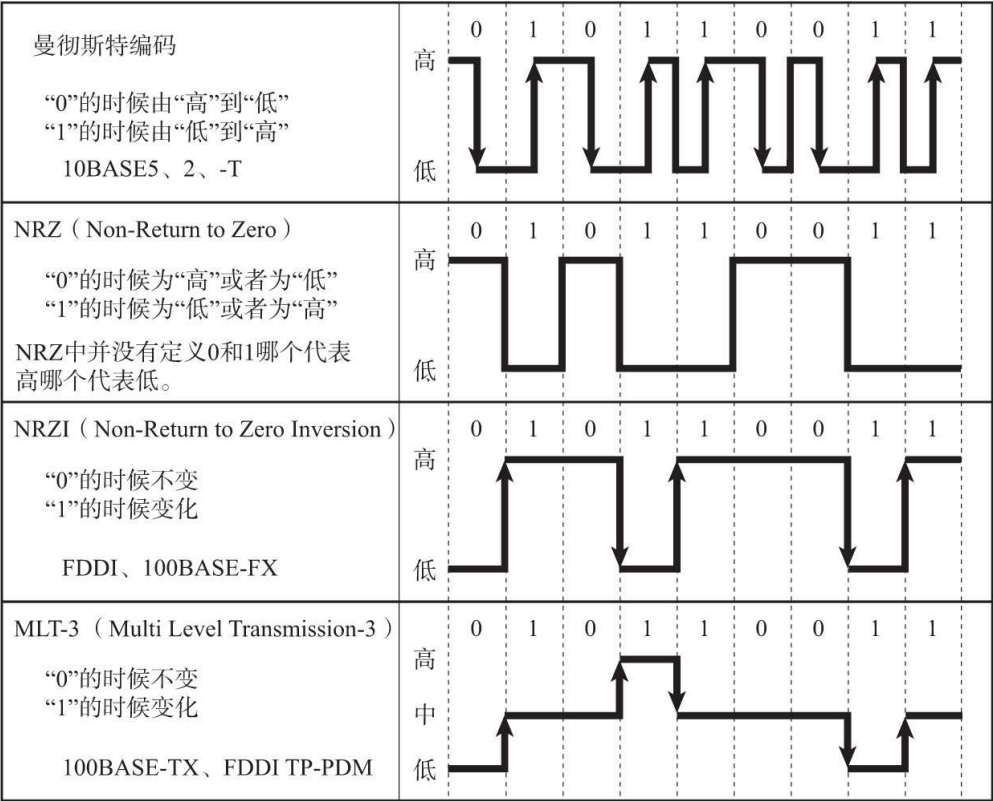 曼彻斯特编码
“0”的时候由“高”到“低”
“1”的时候由“低”到“高”
10BASE5、2、-T
0 1 0 1 1 0 0 1 1
高
低
NRZ（Non-Return to Zero）
“0”的时候为“高”或者为“低”
“1”的时候为“低”或者为“高”
NRZ中并没有定义0和1哪个代表
高哪个代表低。
0 1 0 1 1 0 0 1 1
高
低
NRZI（Non-Return to Zero Inversion）
“0”的时候不变
“1”的时候变化
FDDI、100BASE-FX
0 1 0 1 1 0 0 1 1
高
低
MLT-3 （Multi Level Transmission-3）
“0”的时候不变
“1”的时候变化
100BASE-TX、FDDI TP-PDM
0 1 0 1 1 0 0 1 1
高
中
低